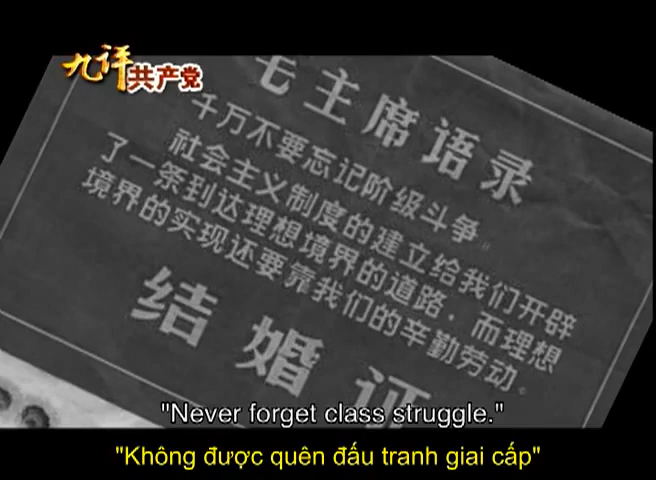 九评
共产党
毛主席语录
千万不要忘记阶级斗争。
社会主义制度的建立给我们开辟
了一条到达理想境界的道路，而理想
境界的实现还要靠我们的辛勤劳动。
结婚证
"Never forget class struggle."
"Không được quên đấu tranh giai cấp"